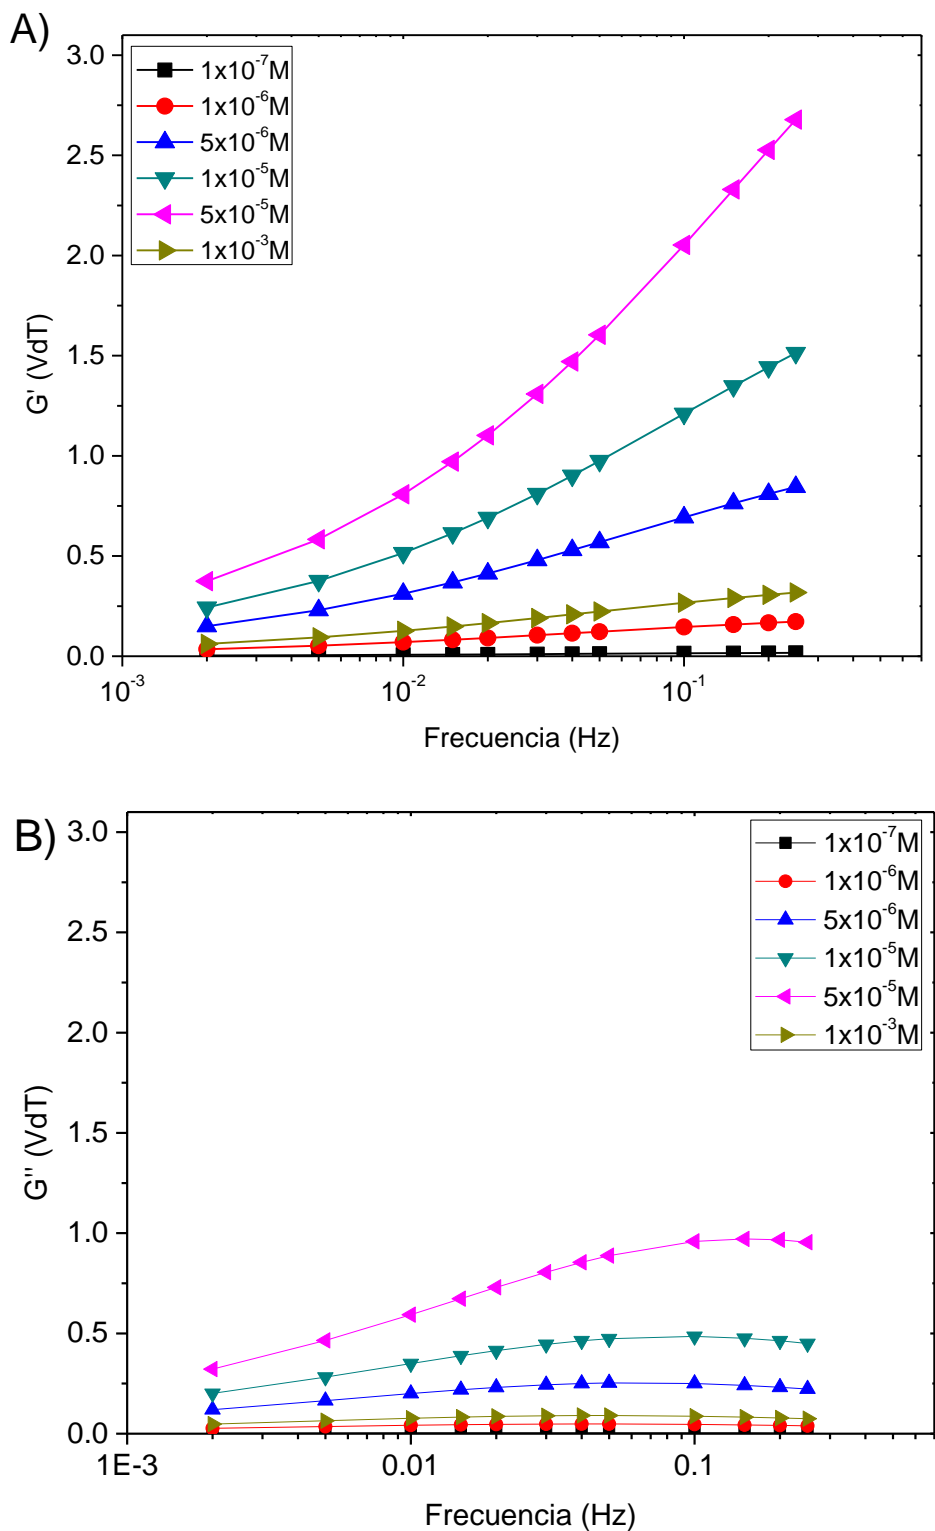 A)
3.0
2.5
2.0
1.5
1.0
0.5
0.0
G' (VdT)
1x10⁻⁷M
1x10⁻⁶M
5x10⁻⁶M
1x10⁻⁵M
5x10⁻⁵M
1x10⁻³M
10⁻³ 10⁻² 10⁻¹
Frecuencia (Hz)
B)
3.0
2.5
2.0
1.5
1.0
0.5
0.0
G'' (VdT)
1x10⁻⁷M
1x10⁻⁶M
5x10⁻⁶M
1x10⁻⁵M
5x10⁻⁵M
1x10⁻³M
1E-3 0.01 0.1
Frecuencia (Hz)